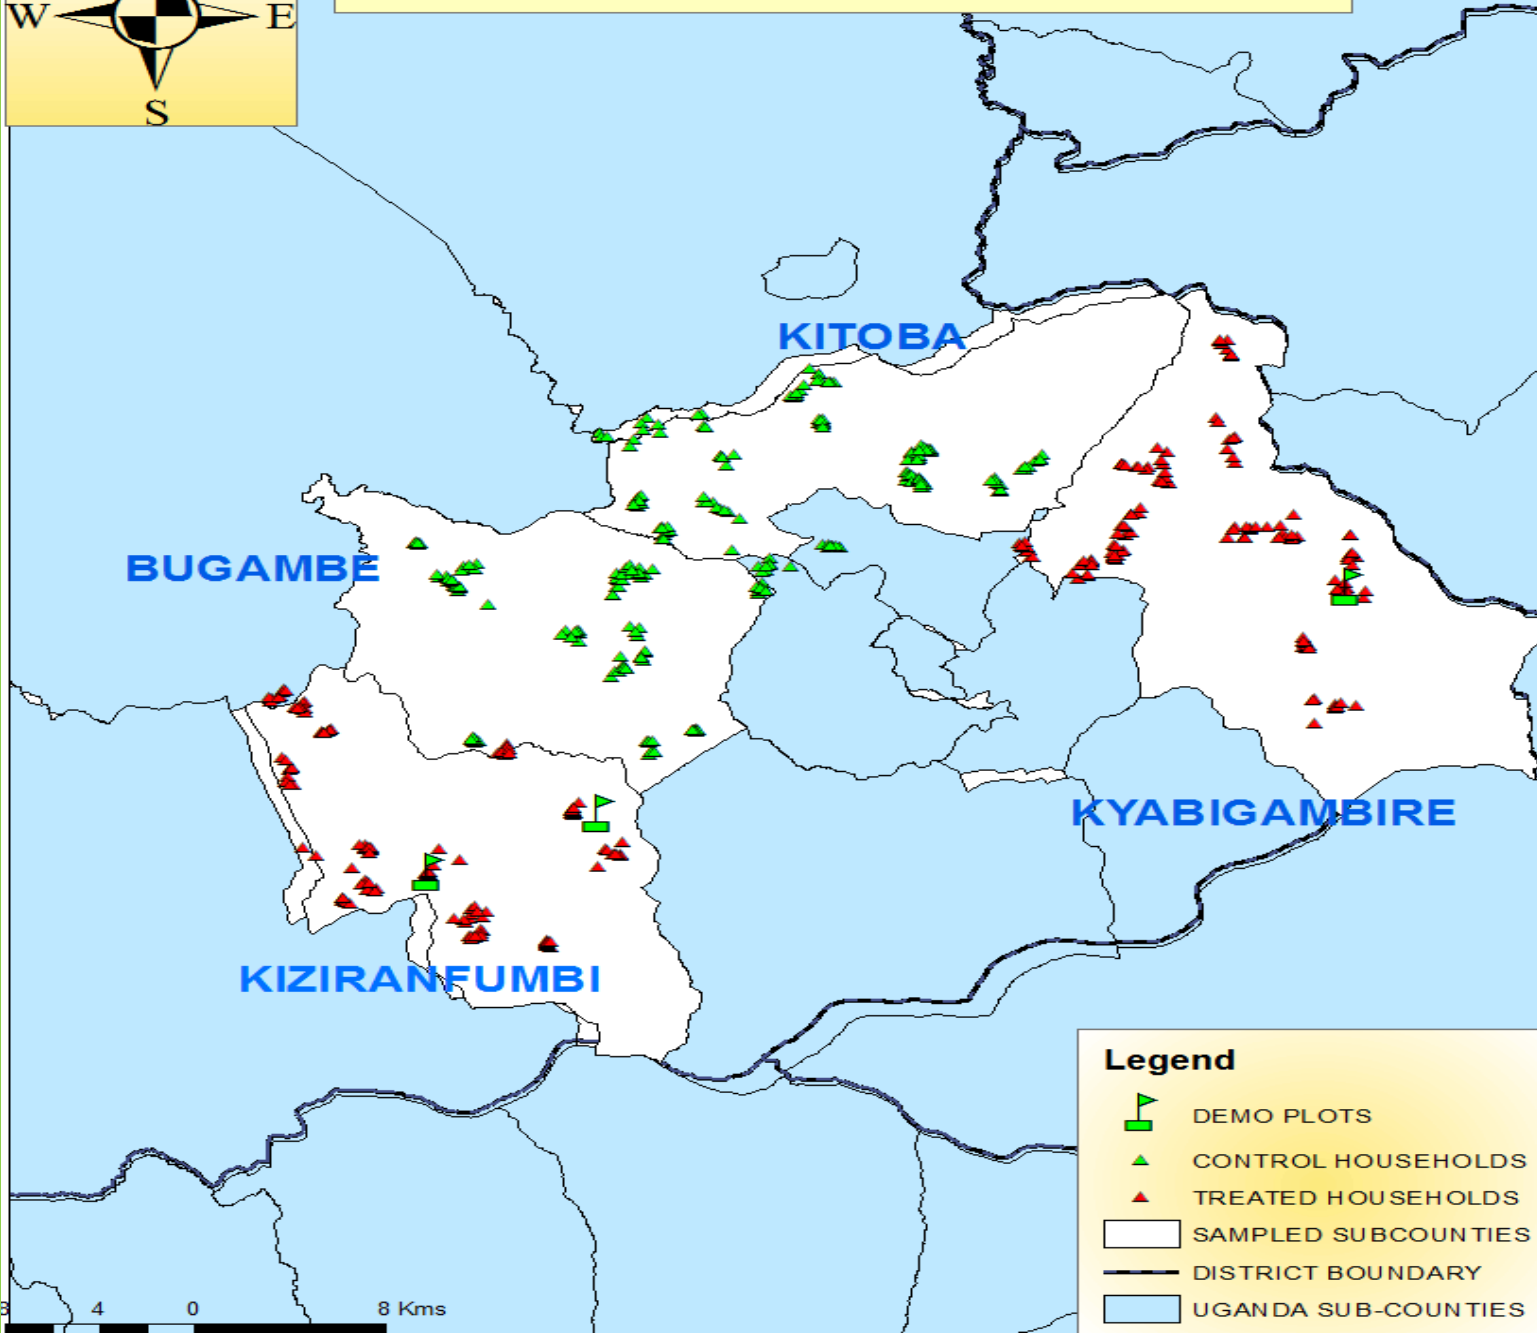 W E
S
KITOBA
BUGAMBE
KYABIGAMBIRE
KIZIRANFUMBI
Legend
DEMO PLOTS
CONTROL HOUSEHOLDS
TREATED HOUSEHOLDS
SAMPLED SUBCOUNTIES
DISTRICT BOUNDARY
UGANDA SUB-COUNTIES
8 4 0 8 Kms